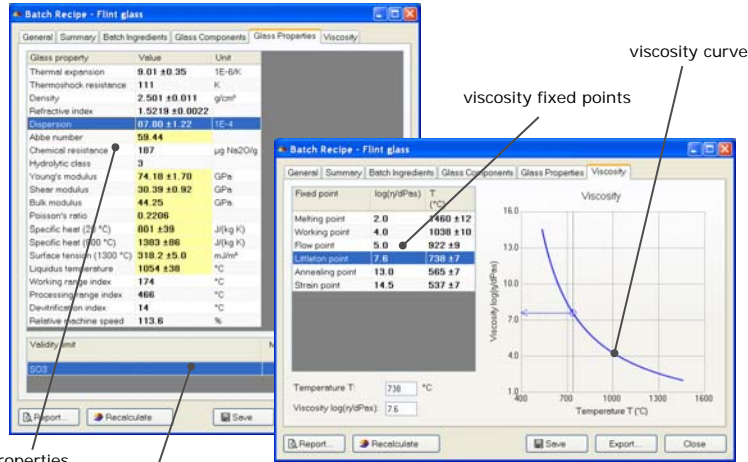 Batch Recipe - Flint glass
General Summary Batch Ingredients Glass Components Glass Properties Viscosity
Glass property Value Unit
Thermal expansion 9.01 ±0.35 1E-6/K
Thermoshock resistance 111 K
Density 2.501 ±0.011 g/cm³
Refractive index 1.5219 ±0.0022
Dispersion 87.80 ±1.22 1E-4
Abbe number 59.44
Chemical resistance 187 µg Na2O/g
Hydrolytic class 3
Young's modulus 74.18 ±1.70 GPa
Shear modulus 30.39 ±0.92 GPa
Bulk modulus 44.25 GPa
Poisson's ratio 0.2206
Specific heat (20 °C) 801 ±39 J/(kg K)
Specific heat ( °C) 1383 ±86 J/(kg K)
Surface tension (1300 °C) 318.2 ±5.0 mJ/m²
Liquidus temperature 1054 ±38 °C
Working range index 174 °C
Processing range index 466 °C
Devitrification index 14 °C
Relative machine speed 113.6 %
Validity limit M
SO3
Report... Recalculate Save
roperties
viscosity curve
viscosity fixed points
Batch Recipe - Flint glass
General Summary Batch Ingredients Glass Components Glass Properties Viscosity
Fixed point log(η/dPas) T (°C)
Melting point 2.0 1460 ±12
Working point 4.0 1038 ±10
Flow point 5.0 922 ±9
Littleton point 7.6 738 ±7
Annealing point 13.0 565 ±7
Strain point 14.5 537 ±7
Temperature T: 738 °C
Viscosity log(η/dPas): 7.6
Viscosity
Viscosity log(η/dPas)
16.0
13.0
10.0
7.0
4.0
1.0
400 700 1000 1300 1600
Temperature T (°C)
Report... Recalculate Save Export... Close